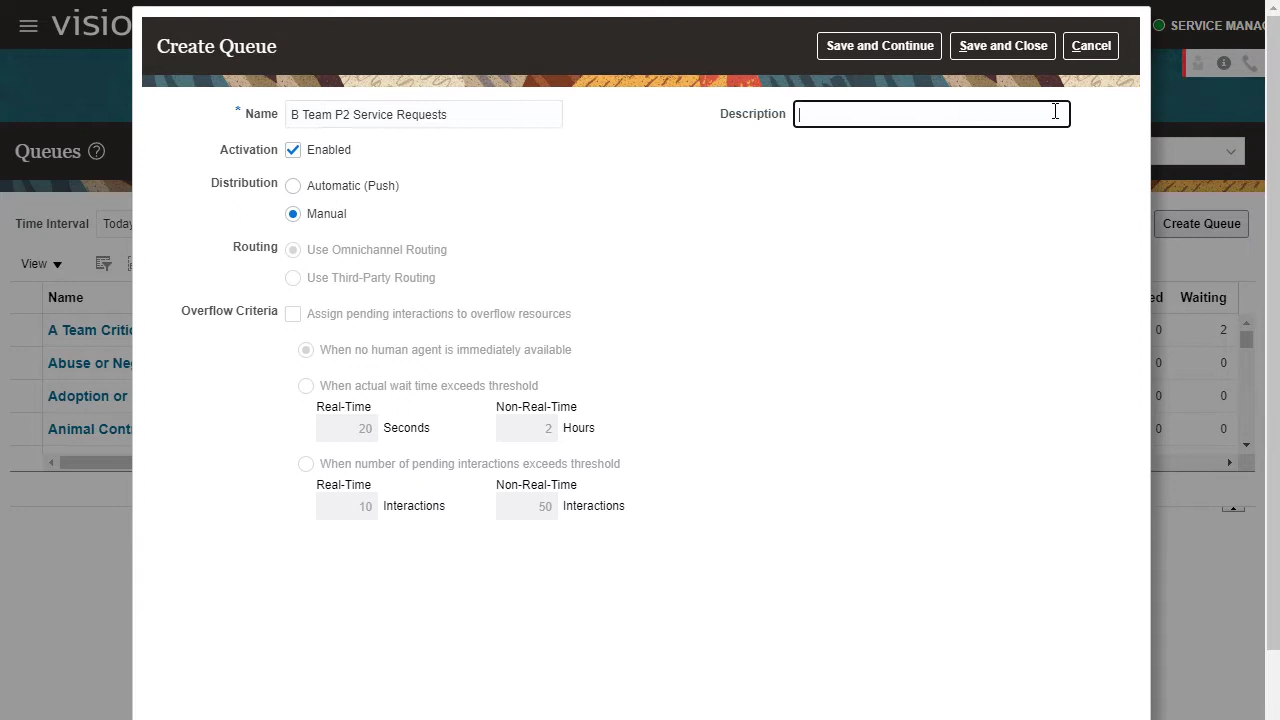 visio
SERVICE MANA
Create Queue
Save and Continue
Save and Close
Cancel
* Name B Team P2 Service Requests
Description
Activation Enabled
Distribution Automatic (Push)
Manual
Routing Use Omnichannel Routing
Use Third-Party Routing
Overflow Criteria Assign pending interactions to overflow resources
When no human agent is immediately available
When actual wait time exceeds threshold
Real-Time Non-Real-Time
20 Seconds 2 Hours
When number of pending interactions exceeds threshold
Real-Time Non-Real-Time
10 Interactions 50 Interactions
Queues ?
Time Interval Today
Create Queue
View
Name ed Waiting
A Team Critic 0 2
Abuse or Ne 0 0
Adoption or 0 0
Animal Cont 0 0